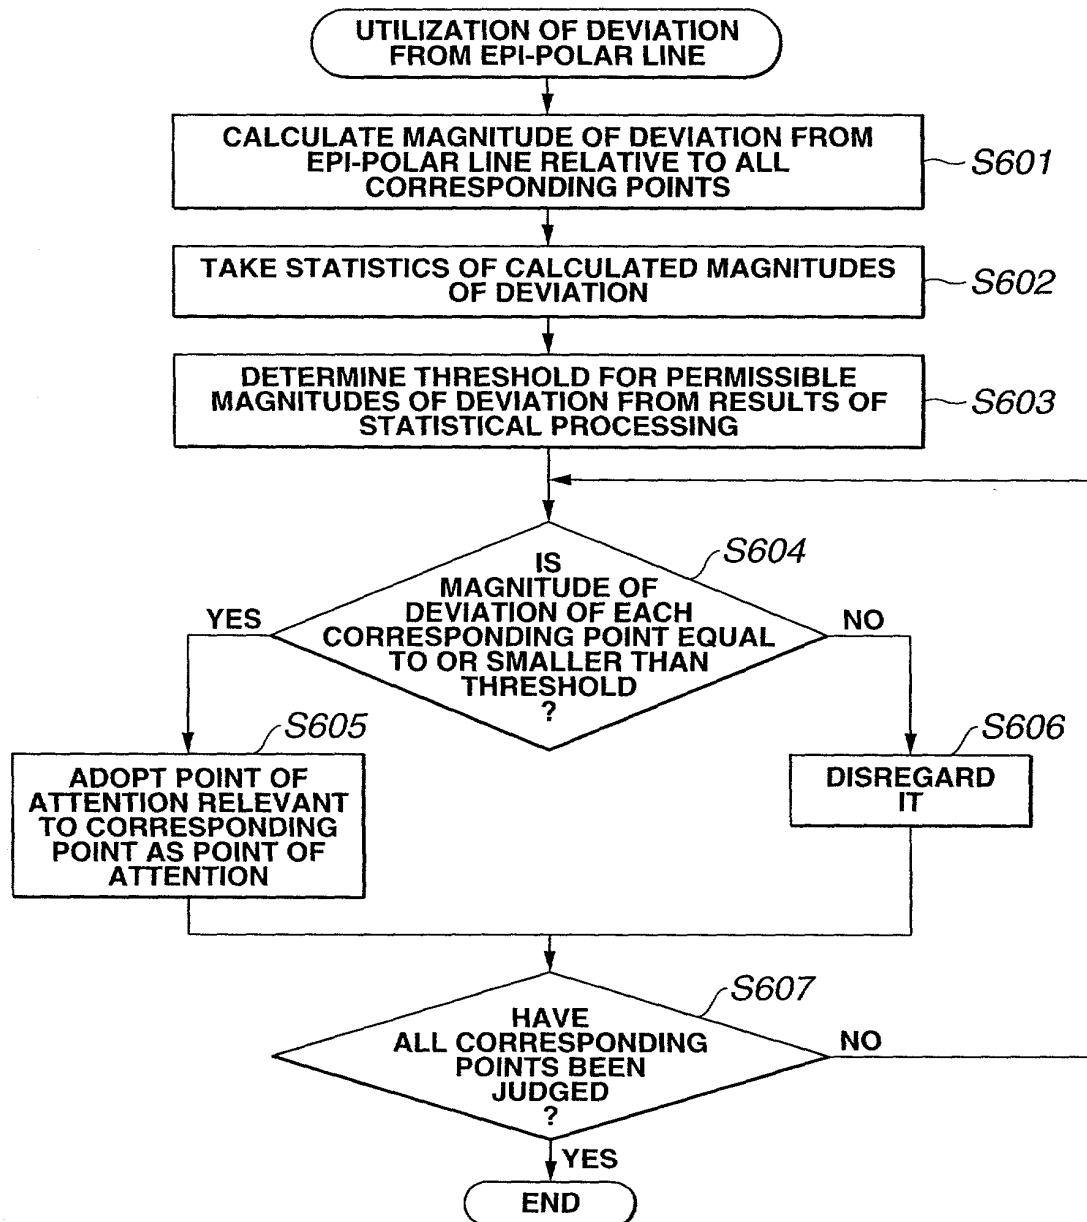 UTILIZATION OF DEVIATION
FROM EPI-POLAR LINE
CALCULATE MAGNITUDE OF DEVIATION FROM
EPI-POLAR LINE RELATIVE TO ALL
CORRESPONDING POINTS
S601
TAKE STATISTICS OF CALCULATED MAGNITUDES
OF DEVIATION
S602
DETERMINE THRESHOLD FOR PERMISSIBLE
MAGNITUDES OF DEVIATION FROM RESULTS OF
STATISTICAL PROCESSING
S603
S604
IS
MAGNITUDE OF
DEVIATION OF EACH
CORRESPONDING POINT EQUAL
TO OR SMALLER THAN
THRESHOLD
?
YES
NO
S605
ADOPT POINT OF
ATTENTION RELEVANT
TO CORRESPONDING
POINT AS POINT OF
ATTENTION
S606
DISREGARD
IT
S607
HAVE
ALL CORRESPONDING
POINTS BEEN
JUDGED
?
NO
YES
END